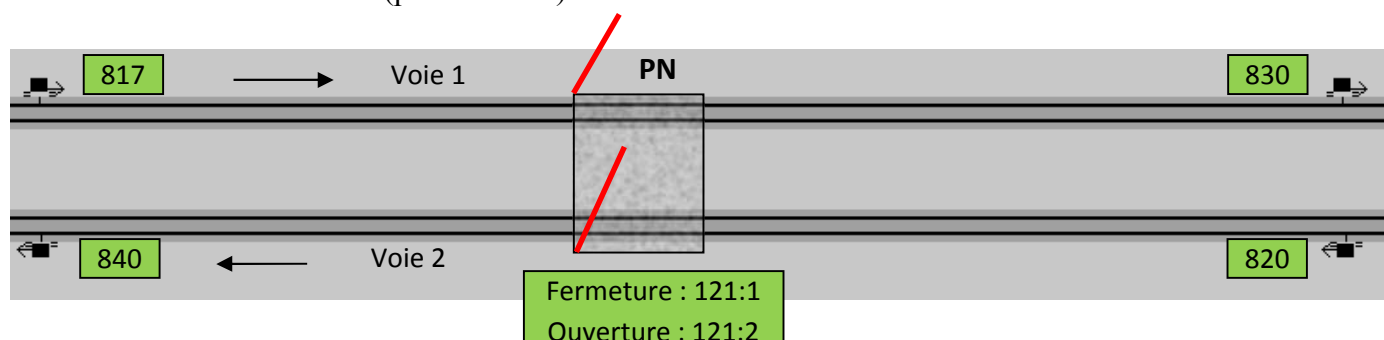 817
Voie 1
PN
830
840
Voie 2
820
Fermeture : 121:1
Ouverture : 121:2